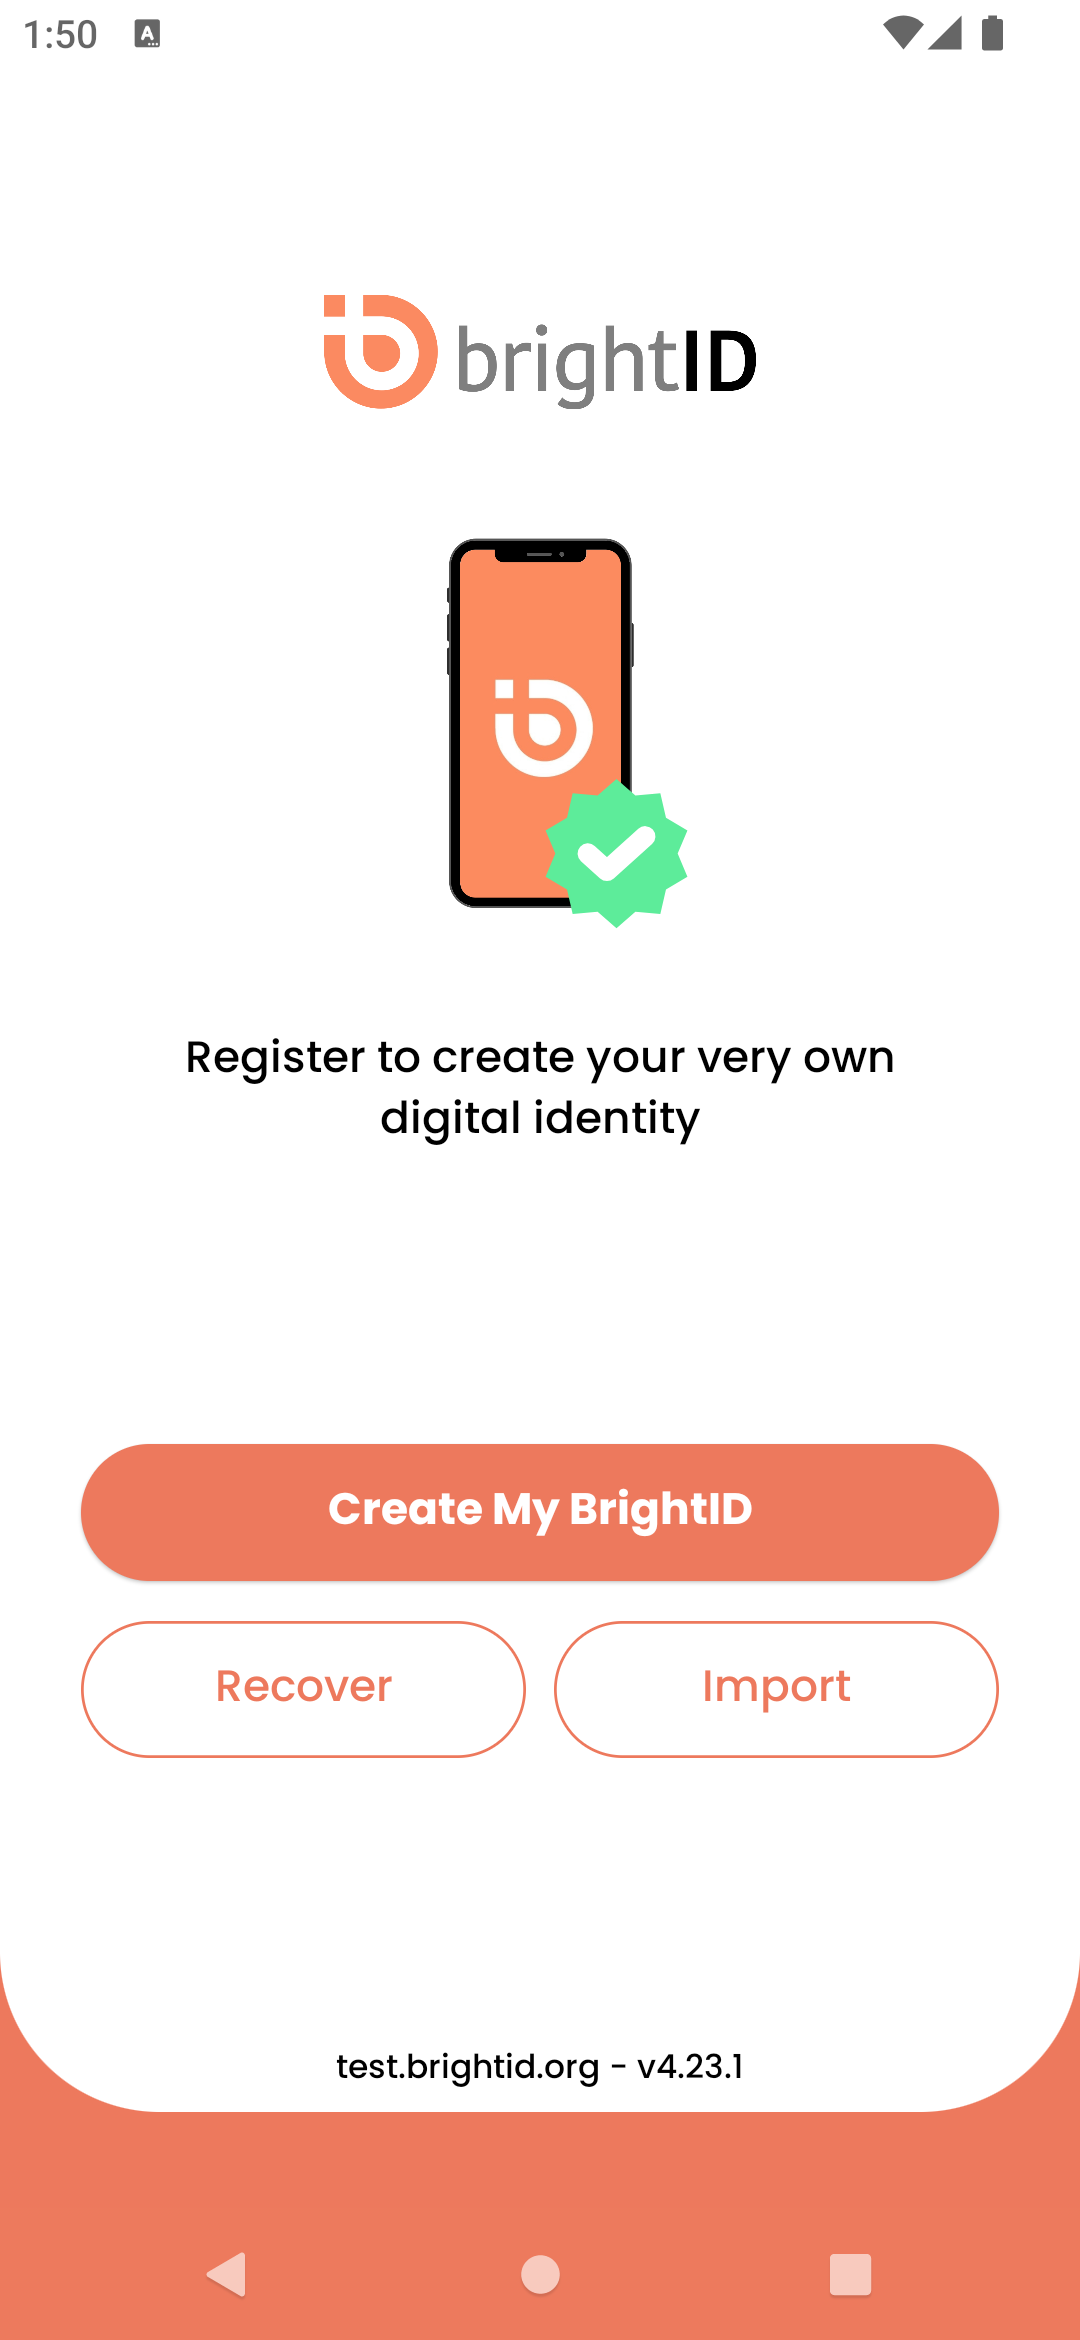 1:50
brightID
Register to create your very own
digital identity
Create My BrightID
Recover
Import
test.brightid.org - v4.23.1